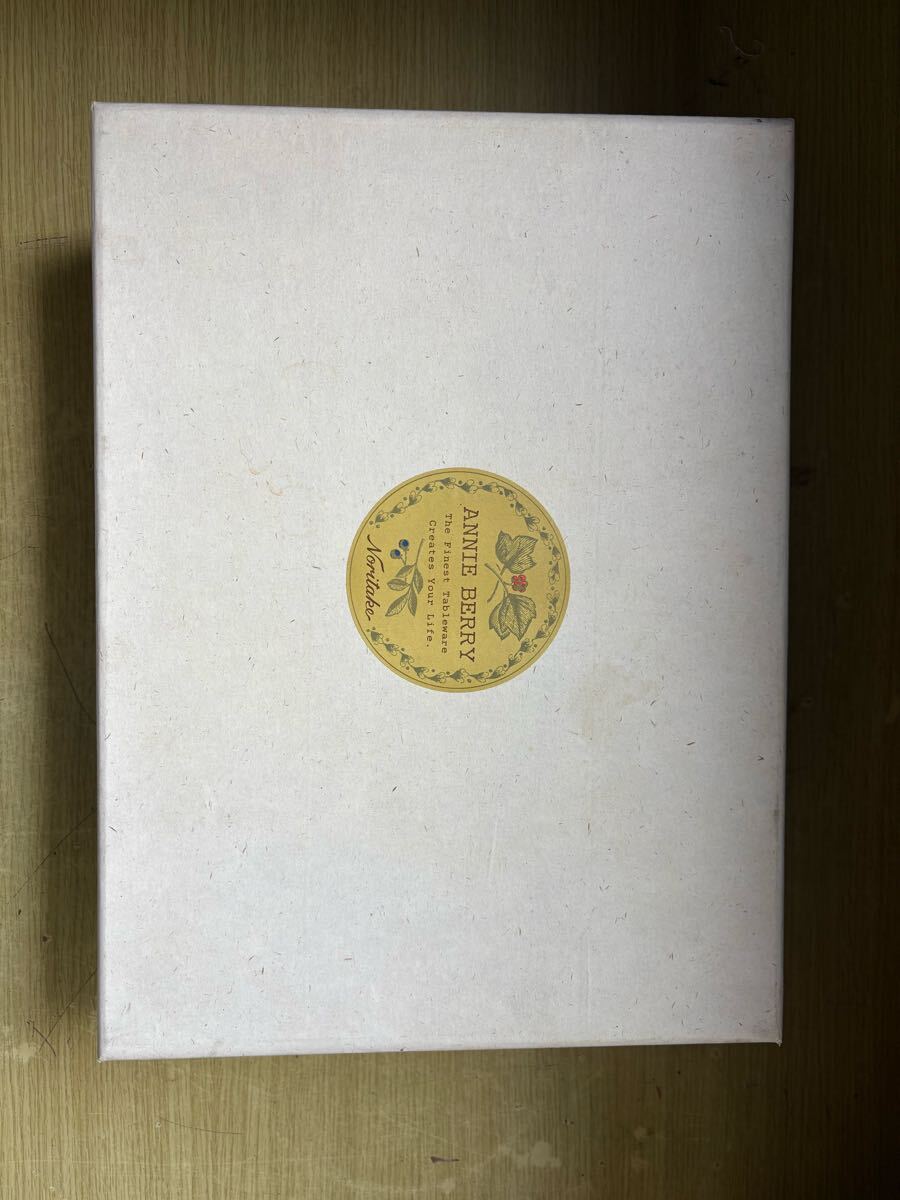 ANNIE BERRY
The Finest Tableware
Creates Your Life.
Noritake